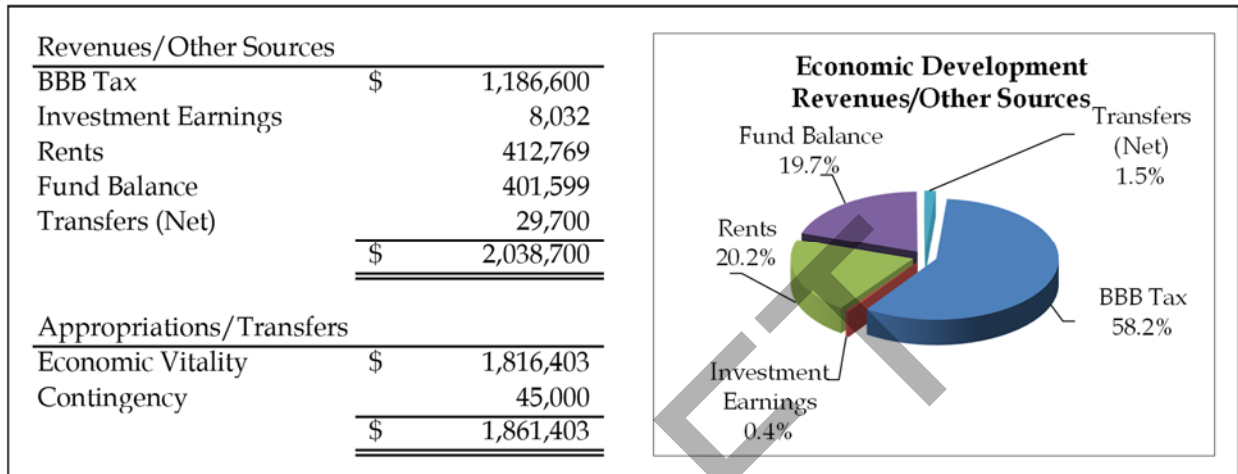 Revenues/Other Sources
BBB Tax $ 1,186,600
Investment Earnings 8,032
Rents 412,769
Fund Balance 401,599
Transfers (Net) 29,700
$ 2,038,700
Appropriations/Transfers
Economic Vitality $ 1,816,403
Contingency 45,000
$ 1,861,403
Economic Development
Revenues/Other Sources
Transfers
(Net)
1.5%
Fund Balance
19.7%
Rents
20.2%
BBB Tax
58.2%
Investment
Earnings
0.4%